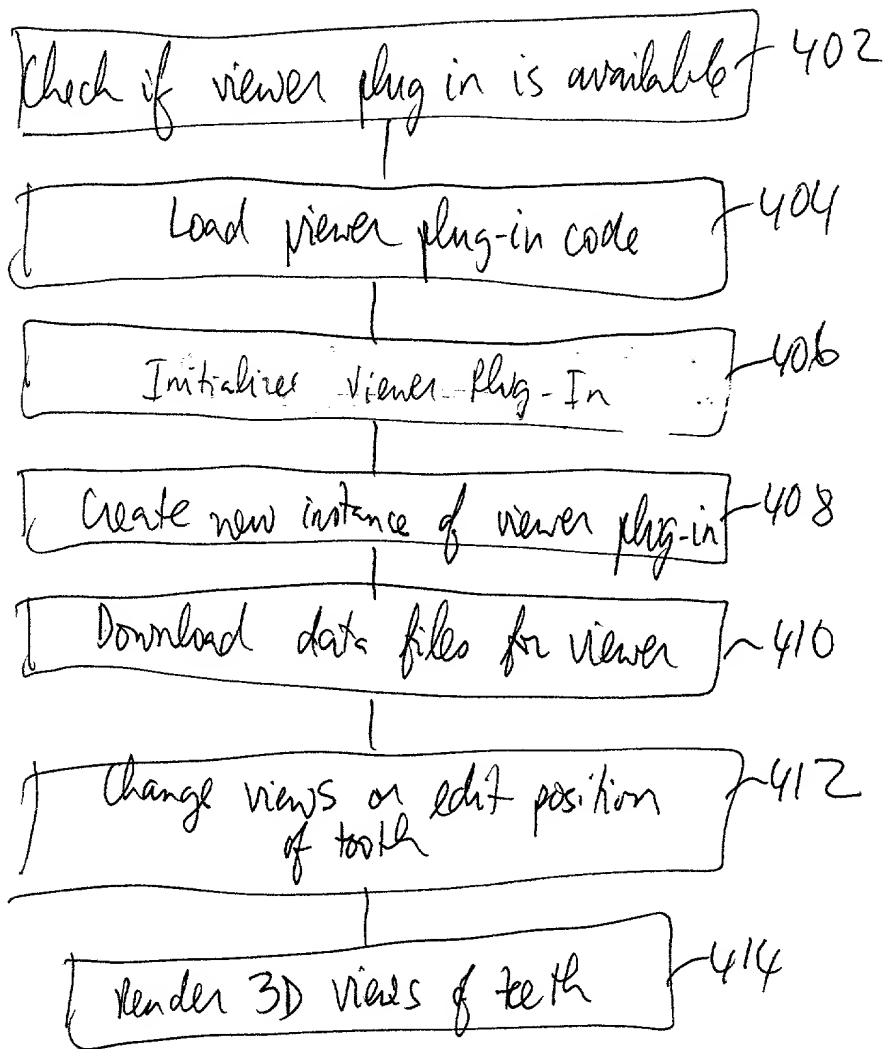 Check if viewer plug in is available 402
Load viewer plug-in code 404
Initializes viewer Plug-In 406
Create new instance of viewer plug-in 408
Download data files for viewer 410
Change views or edit position 412
of tooth
Render 3D views of teeth 414